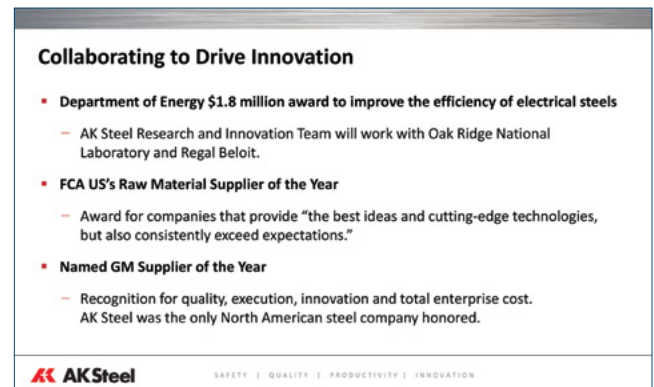 Collaborating to Drive Innovation
▪ Department of Energy $1.8 million award to improve the efficiency of electrical steels
– AK Steel Research and Innovation Team will work with Oak Ridge National
Laboratory and Regal Beloit.
▪ FCA US's Raw Material Supplier of the Year
– Award for companies that provide “the best ideas and cutting-edge technologies,
but also consistently exceed expectations.”
▪ Named GM Supplier of the Year
– Recognition for quality, execution, innovation and total enterprise cost.
AK Steel was the only North American steel company honored.
AK Steel
SAFETY | QUALITY | PRODUCTIVITY | INNOVATION